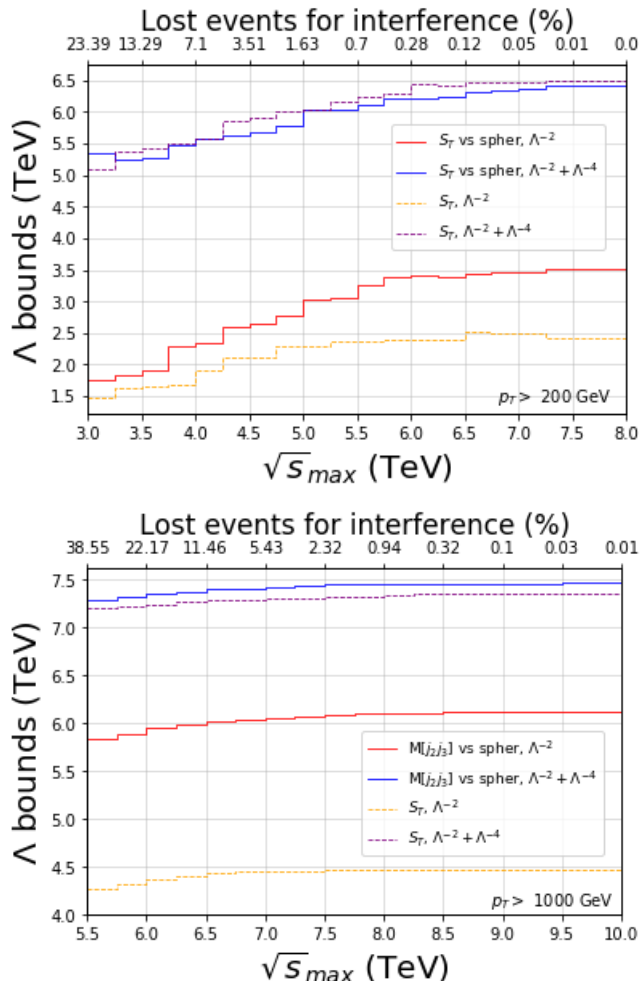 Lost events for interference (%)
23.39 13.29 7.1 3.51 1.63 0.7 0.28 0.12 0.05 0.01 0.0
6.5
6.0
5.5
5.0
4.5
4.0
3.5
3.0
2.5
2.0
1.5
Λ bounds (TeV)
S_T vs spher, Λ⁻²
S_T vs spher, Λ⁻² + Λ⁻⁴
S_T, Λ⁻²
S_T, Λ⁻² + Λ⁻⁴
p_T > 200 GeV
3.0 3.5 4.0 4.5 5.0 5.5 6.0 6.5 7.0 7.5 8.0
√s_max (TeV)
Lost events for interference (%)
38.55 22.17 11.46 5.43 2.32 0.94 0.32 0.1 0.03 0.01
7.5
7.0
6.5
6.0
5.5
5.0
4.5
4.0
Λ bounds (TeV)
M[j₂j₃] vs spher, Λ⁻²
M[j₂j₃] vs spher, Λ⁻² + Λ⁻⁴
S_T, Λ⁻²
S_T, Λ⁻² + Λ⁻⁴
p_T > 1000 GeV
5.5 6.0 6.5 7.0 7.5 8.0 8.5 9.0 9.5 10.0
√s_max (TeV)